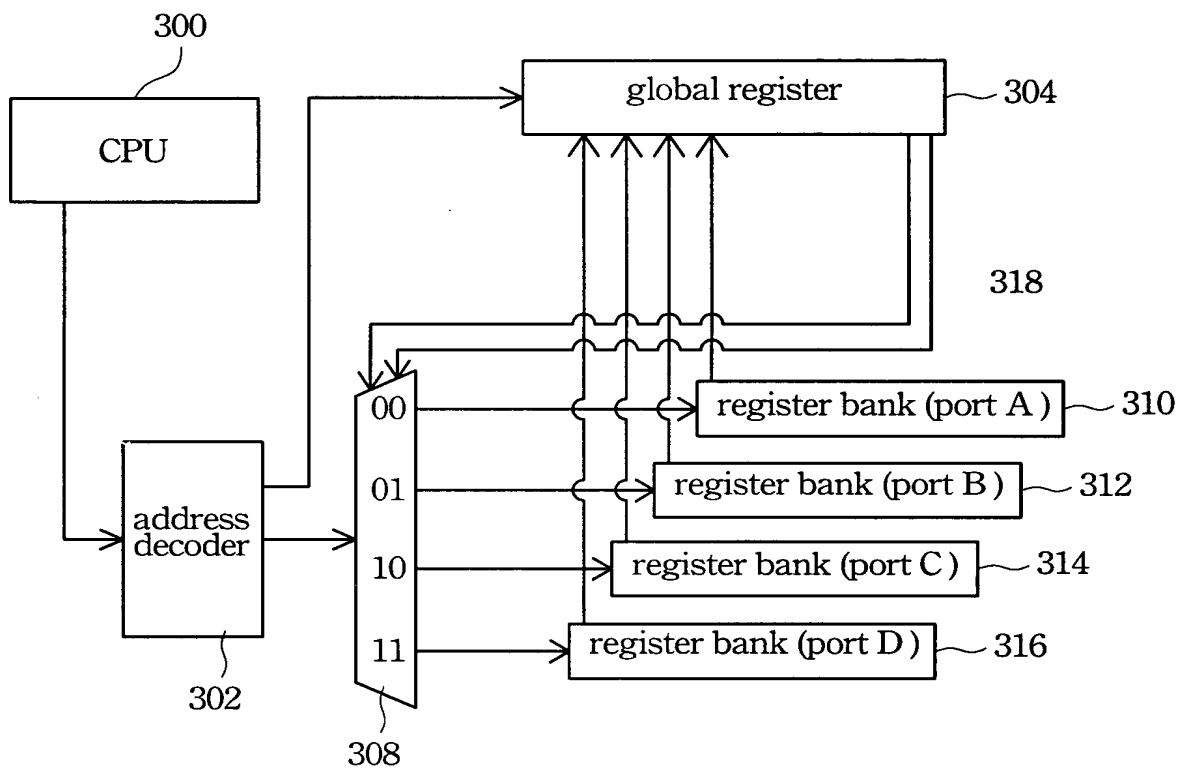 300
CPU
global register
304
318
00
register bank (port A)
310
01
register bank (port B)
312
address
decoder
10
register bank (port C)
314
11
register bank (port D)
316
302
308